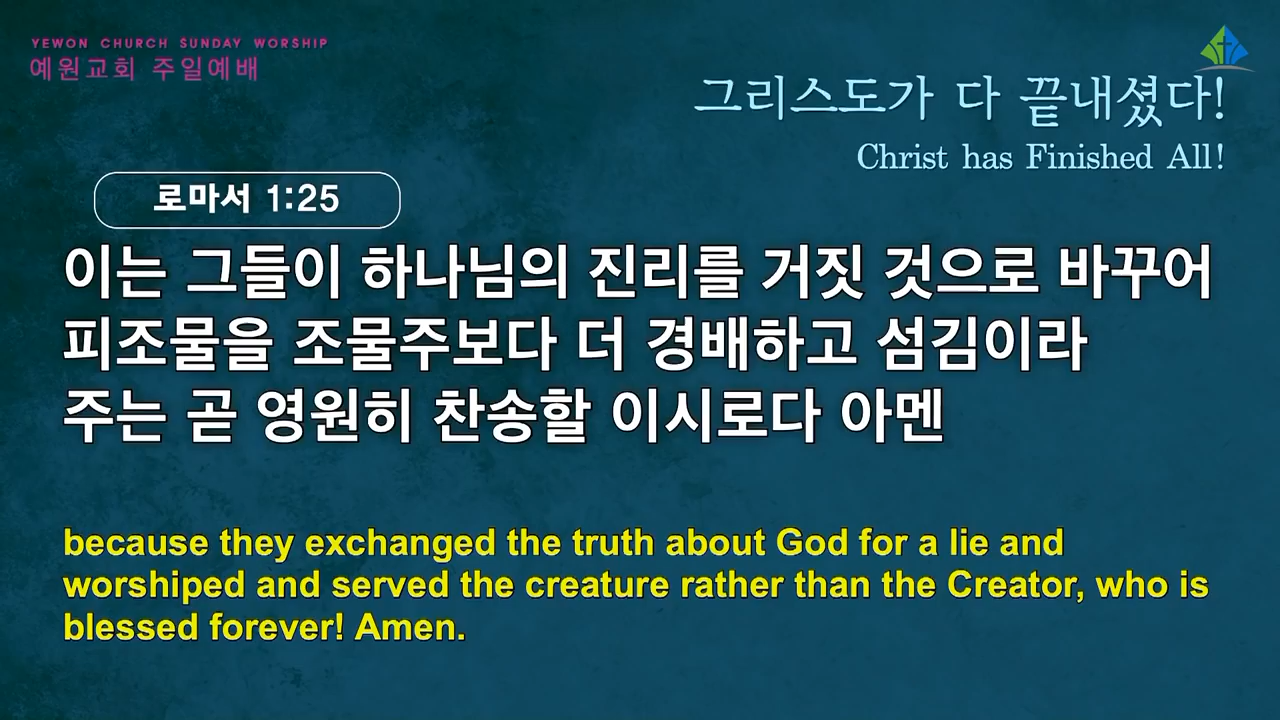 YEWON CHURCH SUNDAY WORSHIP
예원교회 주일예배
그리스도가 다 끝내셨다!
Christ has Finished All!
로마서 1:25
이는 그들이 하나님의 진리를 거짓 것으로 바꾸어
피조물을 조물주보다 더 경배하고 섬김이라
주는 곧 영원히 찬송할 이시로다 아멘
because they exchanged the truth about God for a lie and
worshiped and served the creature rather than the Creator, who is
blessed forever! Amen.